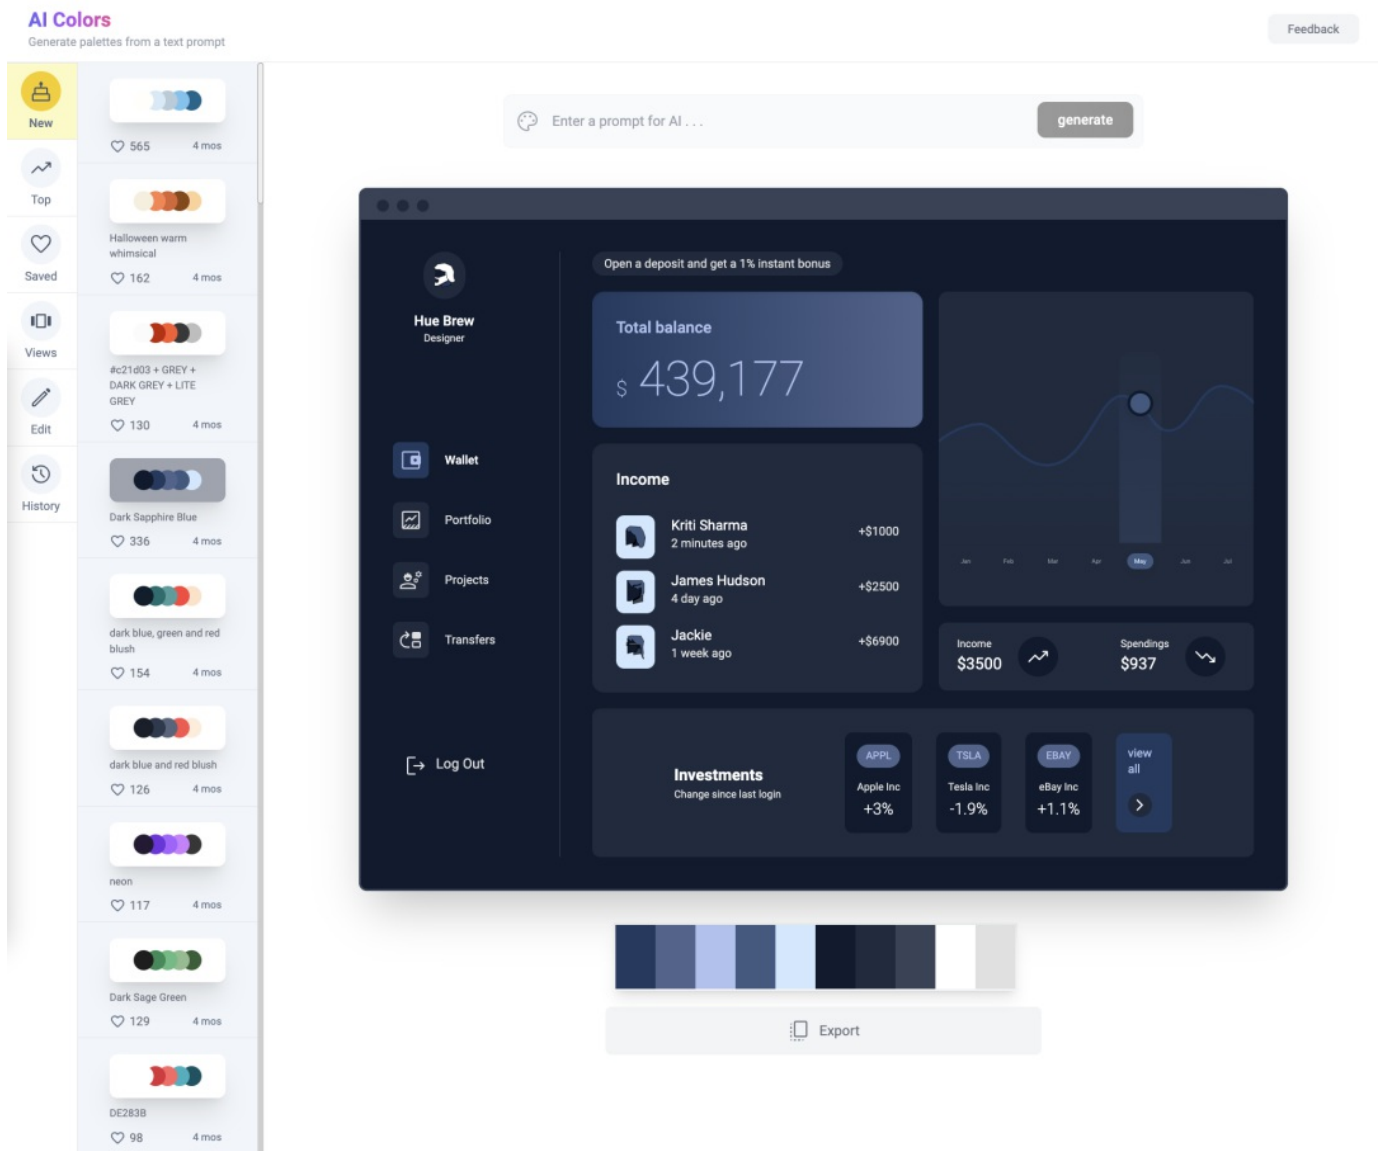 AI Colors
Generate palettes from a text prompt
Feedback
New
Top
Saved
Views
Edit
History
565 4 mos
Halloween warm
whimsical
162 4 mos
#c21d03 + GREY +
DARK GREY + LITE
GREY
130 4 mos
Dark Sapphire Blue
336 4 mos
dark blue, green and red
blush
154 4 mos
dark blue and red blush
126 4 mos
neon
117 4 mos
Dark Sage Green
129 4 mos
DE283B
98 4 mos
Enter a prompt for AI . . .
generate
Hue Brew
Designer
Wallet
Portfolio
Projects
Transfers
Log Out
Open a deposit and get a 1% instant bonus
Total balance
$ 439,177
Income
Kriti Sharma
2 minutes ago
+$1000
James Hudson
4 day ago
+$2500
Jackie
1 week ago
+$6900
Jan Feb Mar Apr May Jun Jul
Income
$3500
Spendings
$937
Investments
Change since last login
APPL
Apple Inc
+3%
TSLA
Tesla Inc
-1.9%
EBAY
eBay Inc
+1.1%
view
all
Export